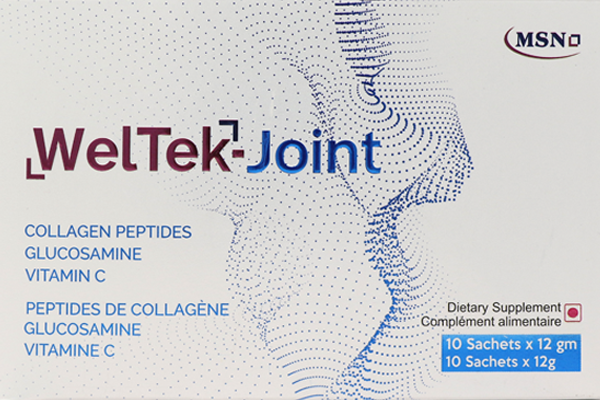 MSN
WelTek-Joint
COLLAGEN PEPTIDES
GLUCOSAMINE
VITAMIN C
PEPTIDES DE COLLAGÈNE
GLUCOSAMINE
VITAMINE C
Dietary Supplement
Complément alimentaire
10 Sachets x 12 gm
10 Sachets x 12g